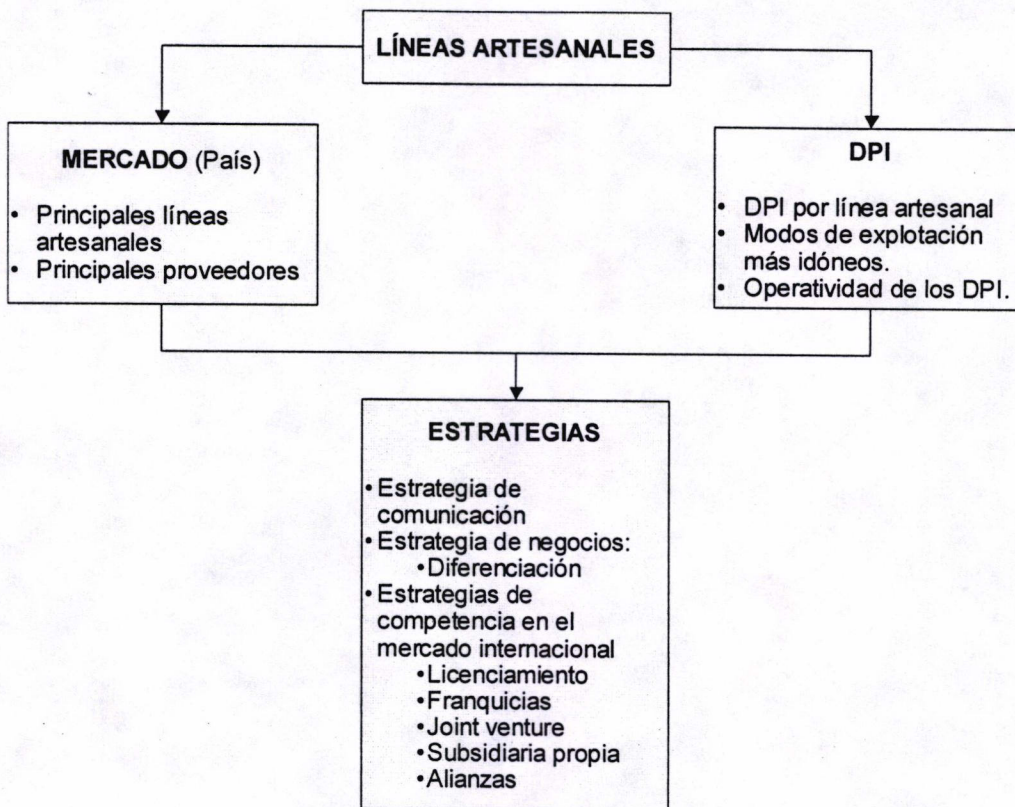 LÍNEAS ARTESANALES
MERCADO (País)
• Principales líneas
artesanales
• Principales proveedores
DPI
• DPI por línea artesanal
• Modos de explotación
más idóneos.
• Operatividad de los DPI.
ESTRATEGIAS
• Estrategia de
comunicación
• Estrategia de negocios:
• Diferenciación
• Estrategias de
competencia en el
mercado internacional
• Licenciamiento
• Franquicias
• Joint venture
• Subsidiaria propia
• Alianzas